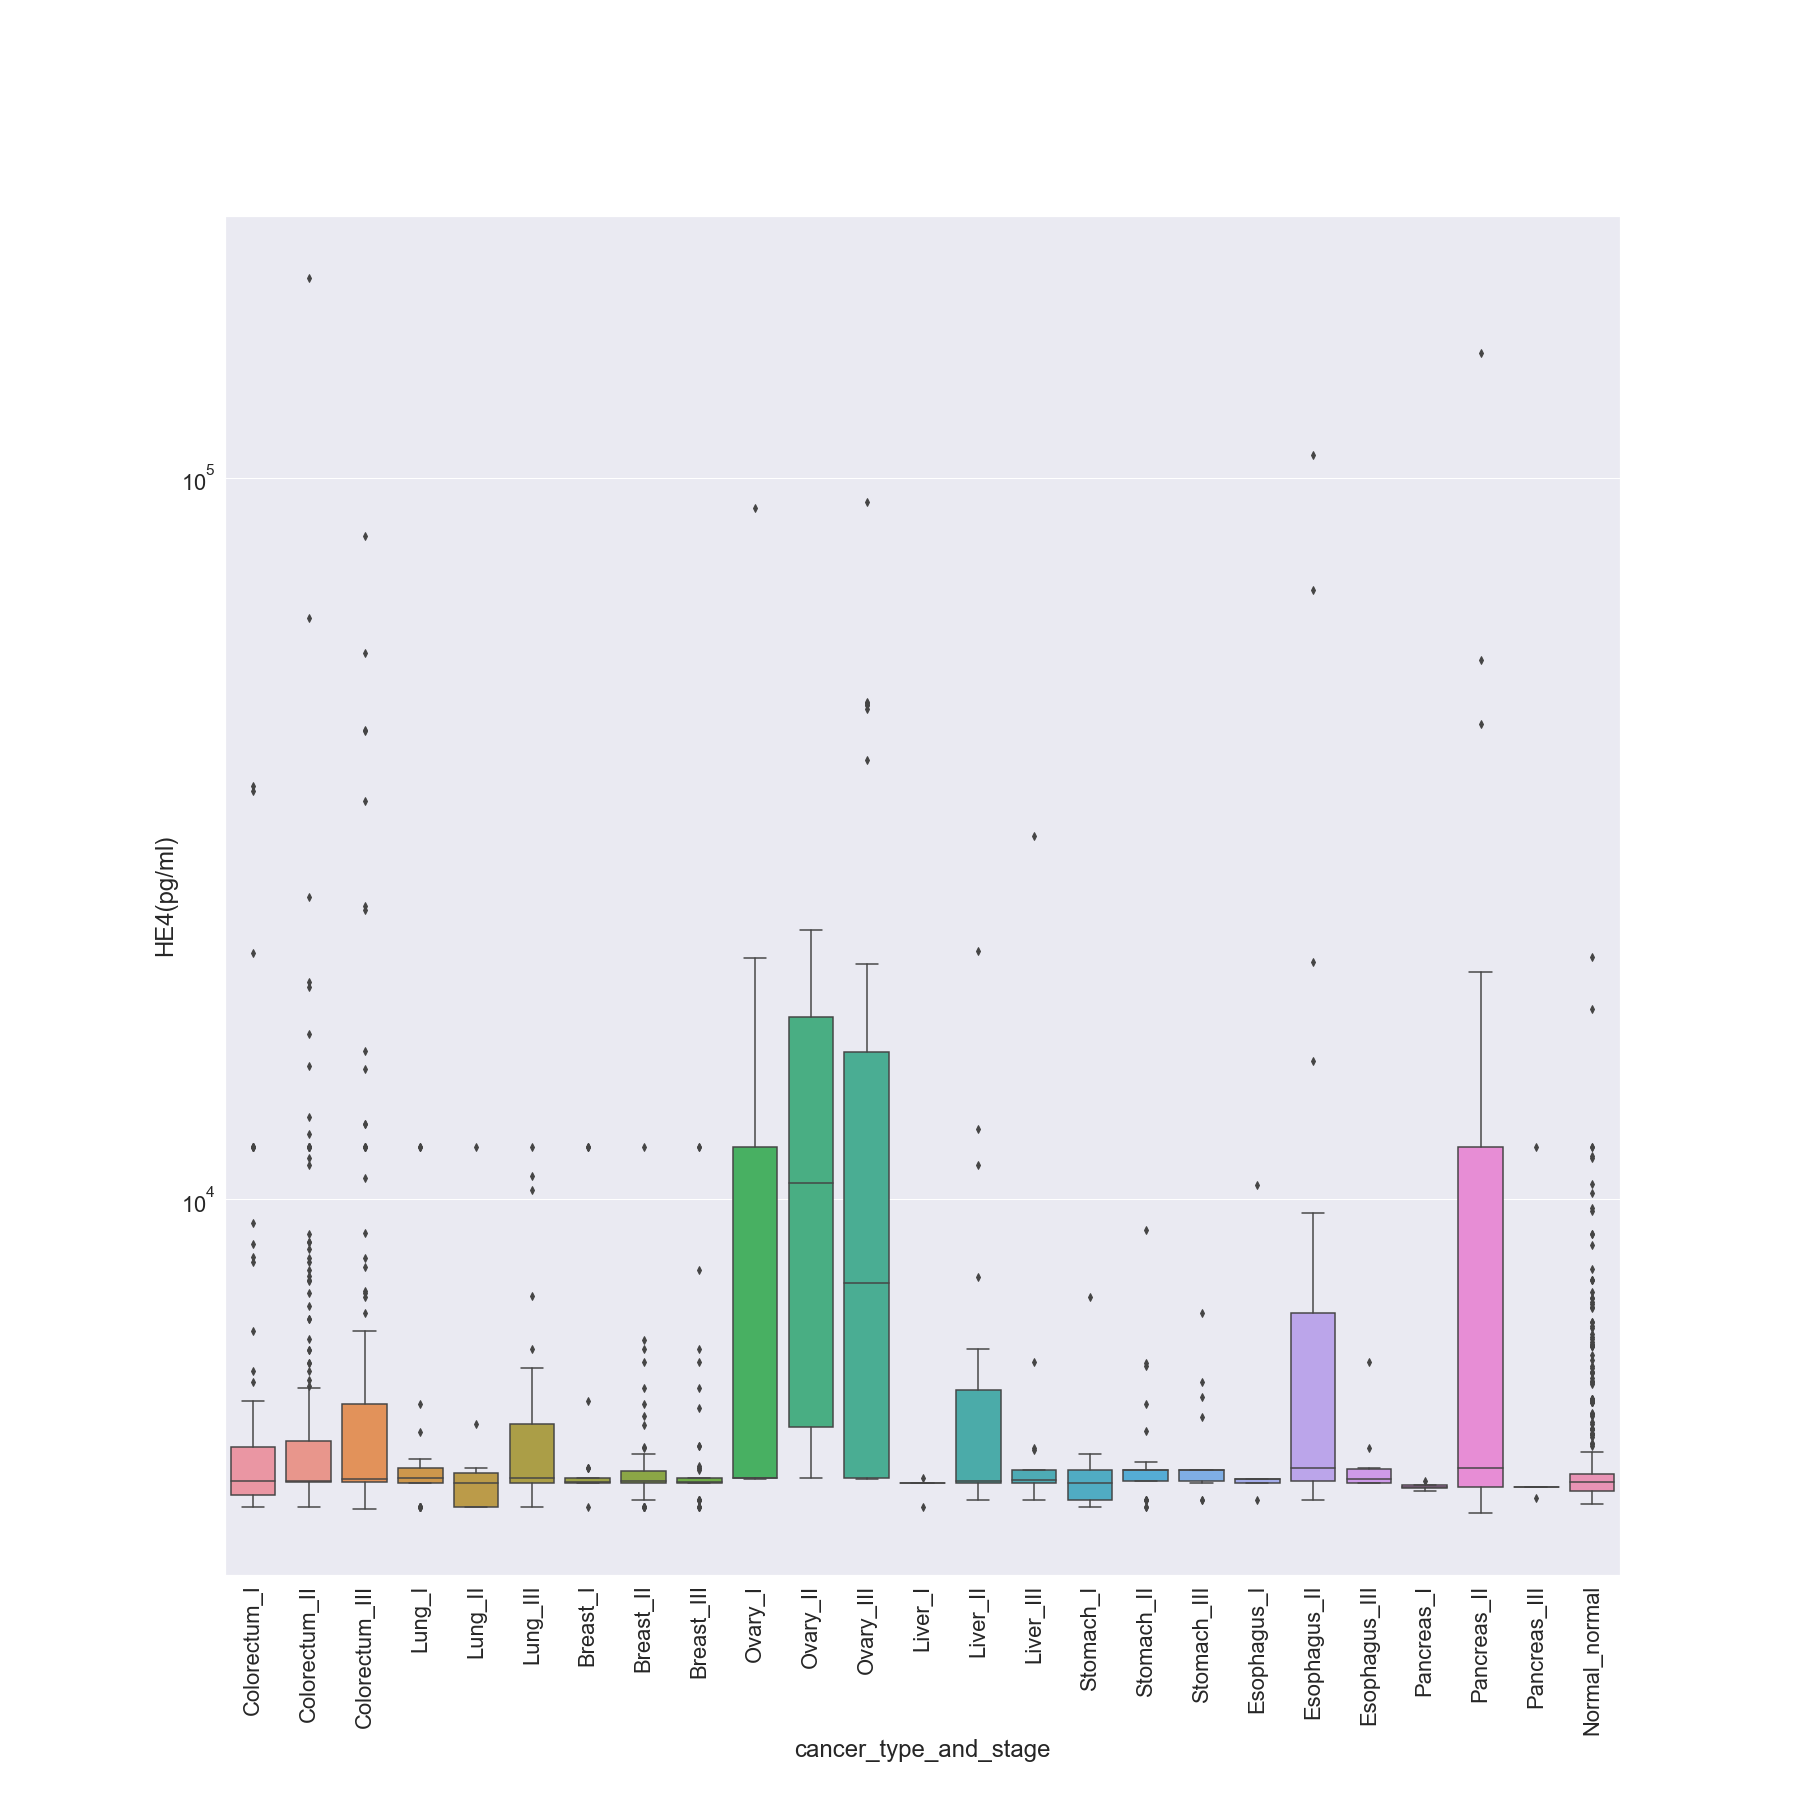 10^5
10^4
HE4(pg/ml)
Colorectum_I
Colorectum_II
Colorectum_III
Lung_I
Lung_II
Lung_III
Breast_I
Breast_II
Breast_III
Ovary_I
Ovary_II
Ovary_III
Liver_I
Liver_II
Liver_III
Stomach_I
Stomach_II
Stomach_III
Esophagus_I
Esophagus_II
Esophagus_III
Pancreas_I
Pancreas_II
Pancreas_III
Normal_normal
cancer_type_and_stage